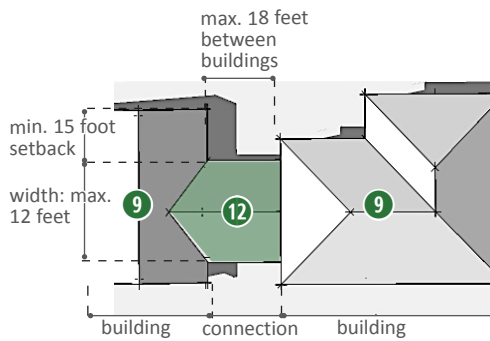 max. 18 feet
between
buildings
min. 15 foot
setback
width: max.
12 feet
9
12
9
building
connection
building